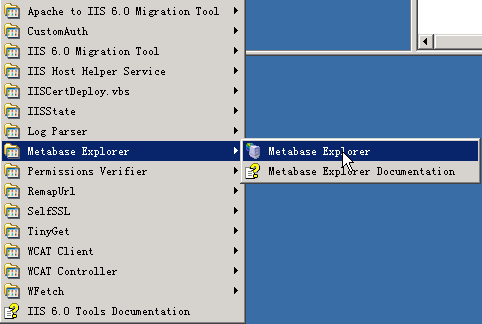 Apache to IIS 6.0 Migration Tool
CustomAuth
IIS 6.0 Migration Tool
IIS Host Helper Service
IISCertDeploy.vbs
IISState
Log Parser
Metabase Explorer
Metabase Explorer
Permissions Verifier
Metabase Explorer Documentation
RemapUrl
SelfSSL
TinyGet
WCAT Client
WCAT Controller
WFetch
IIS 6.0 Tools Documentation